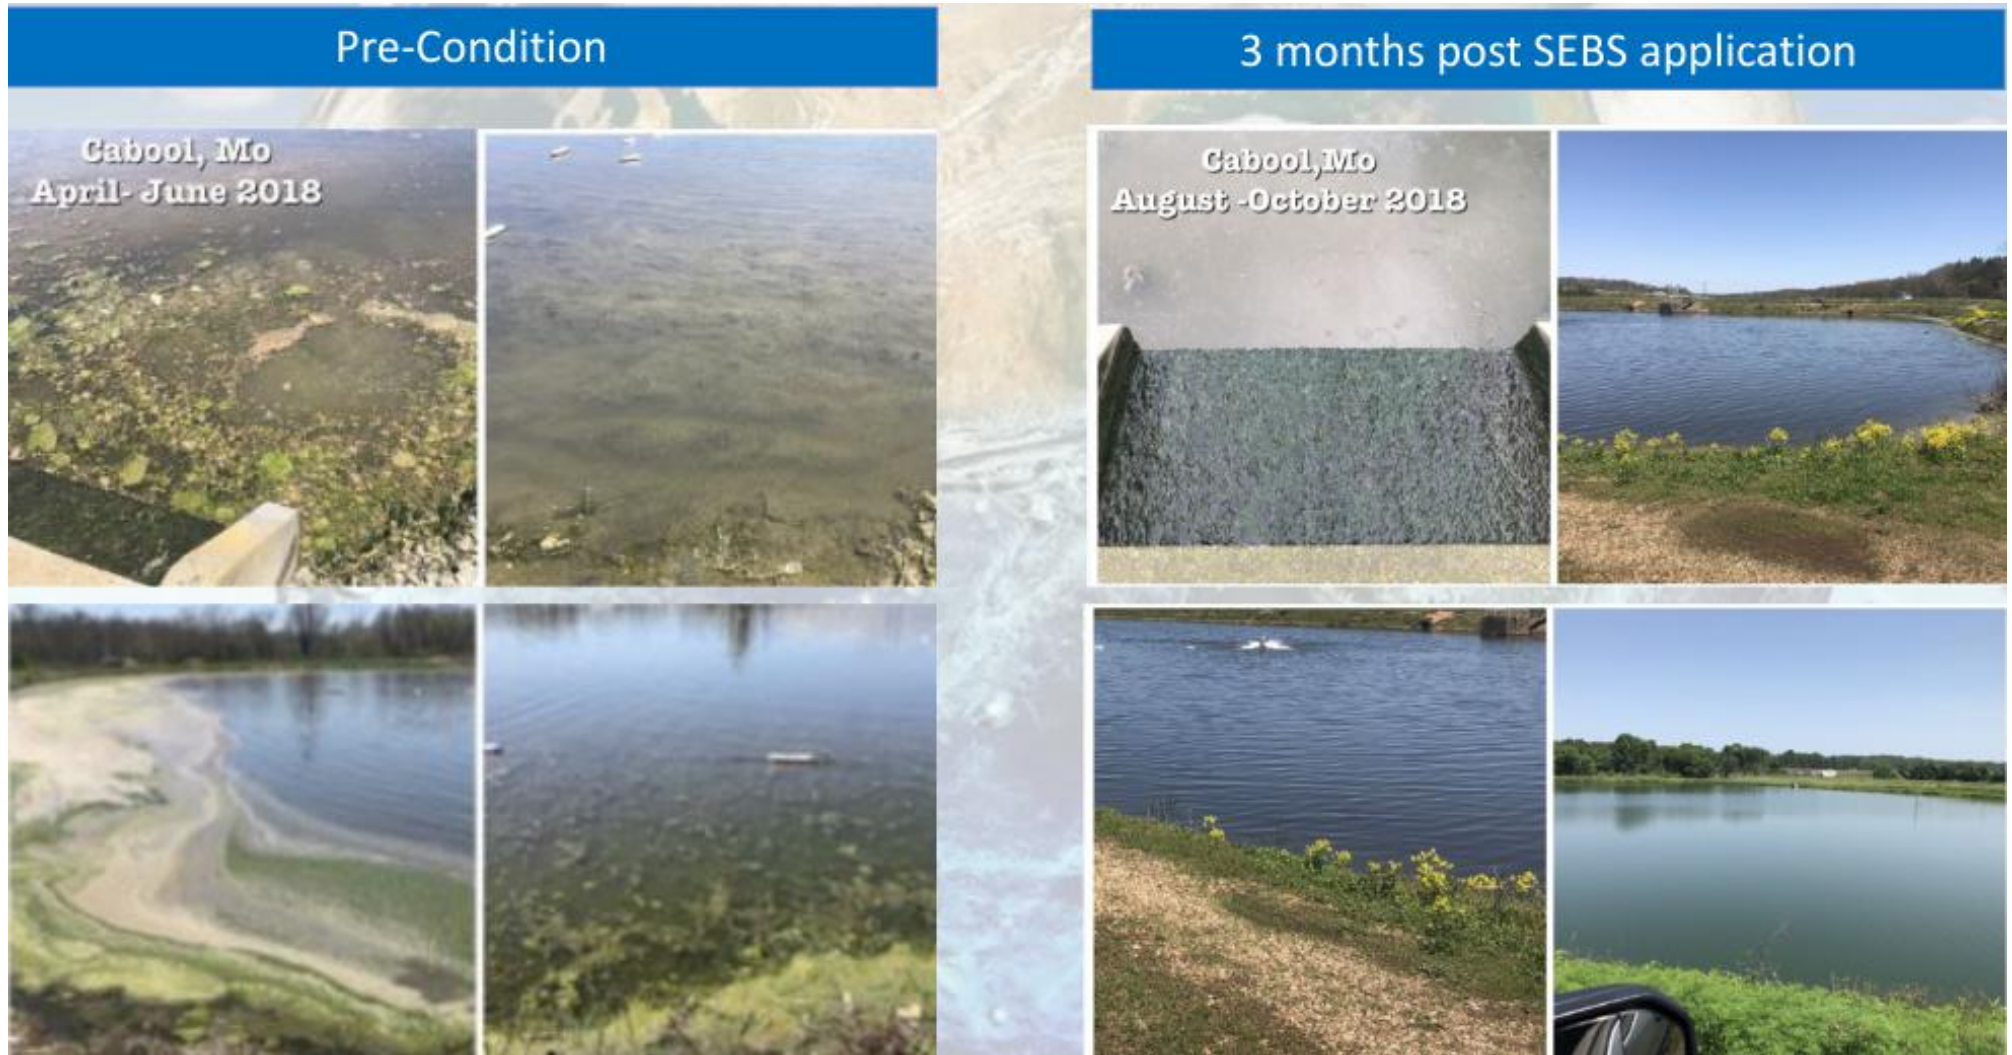 Pre-Condition
3 months post SEBS application
Cabool, Mo
April- June 2018
Cabool,Mo
August -October 2018